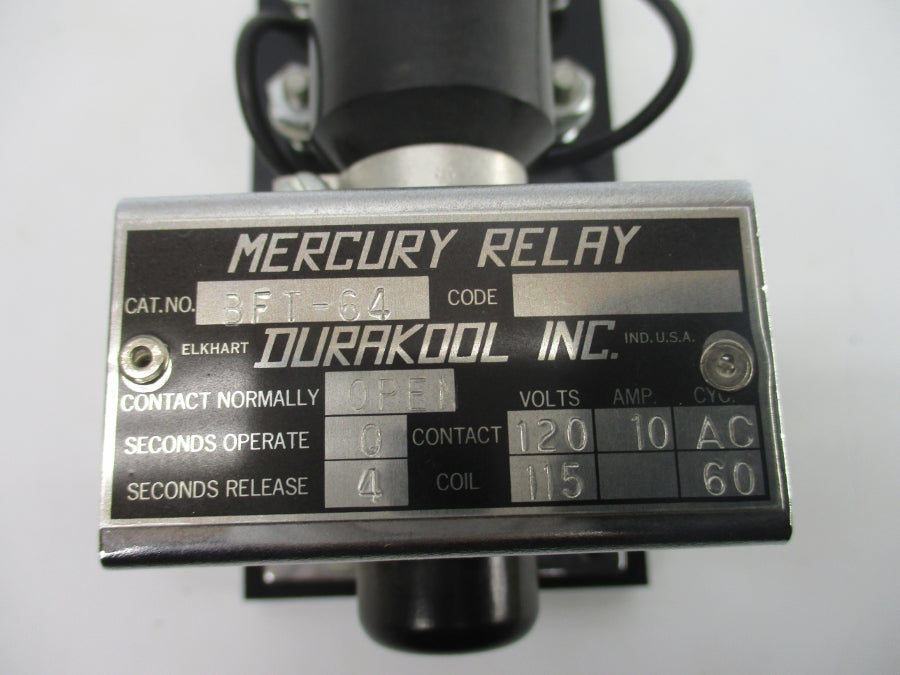 MERCURY RELAY
CAT.NO. BFT-64 CODE
ELKHART DURAKOOL INC. IND. U.S.A.
CONTACT NORMALLY OPEN VOLTS AMP. CYC.
SECONDS OPERATE Q CONTACT 120 10 AC
SECONDS RELEASE 4 COIL 115 60